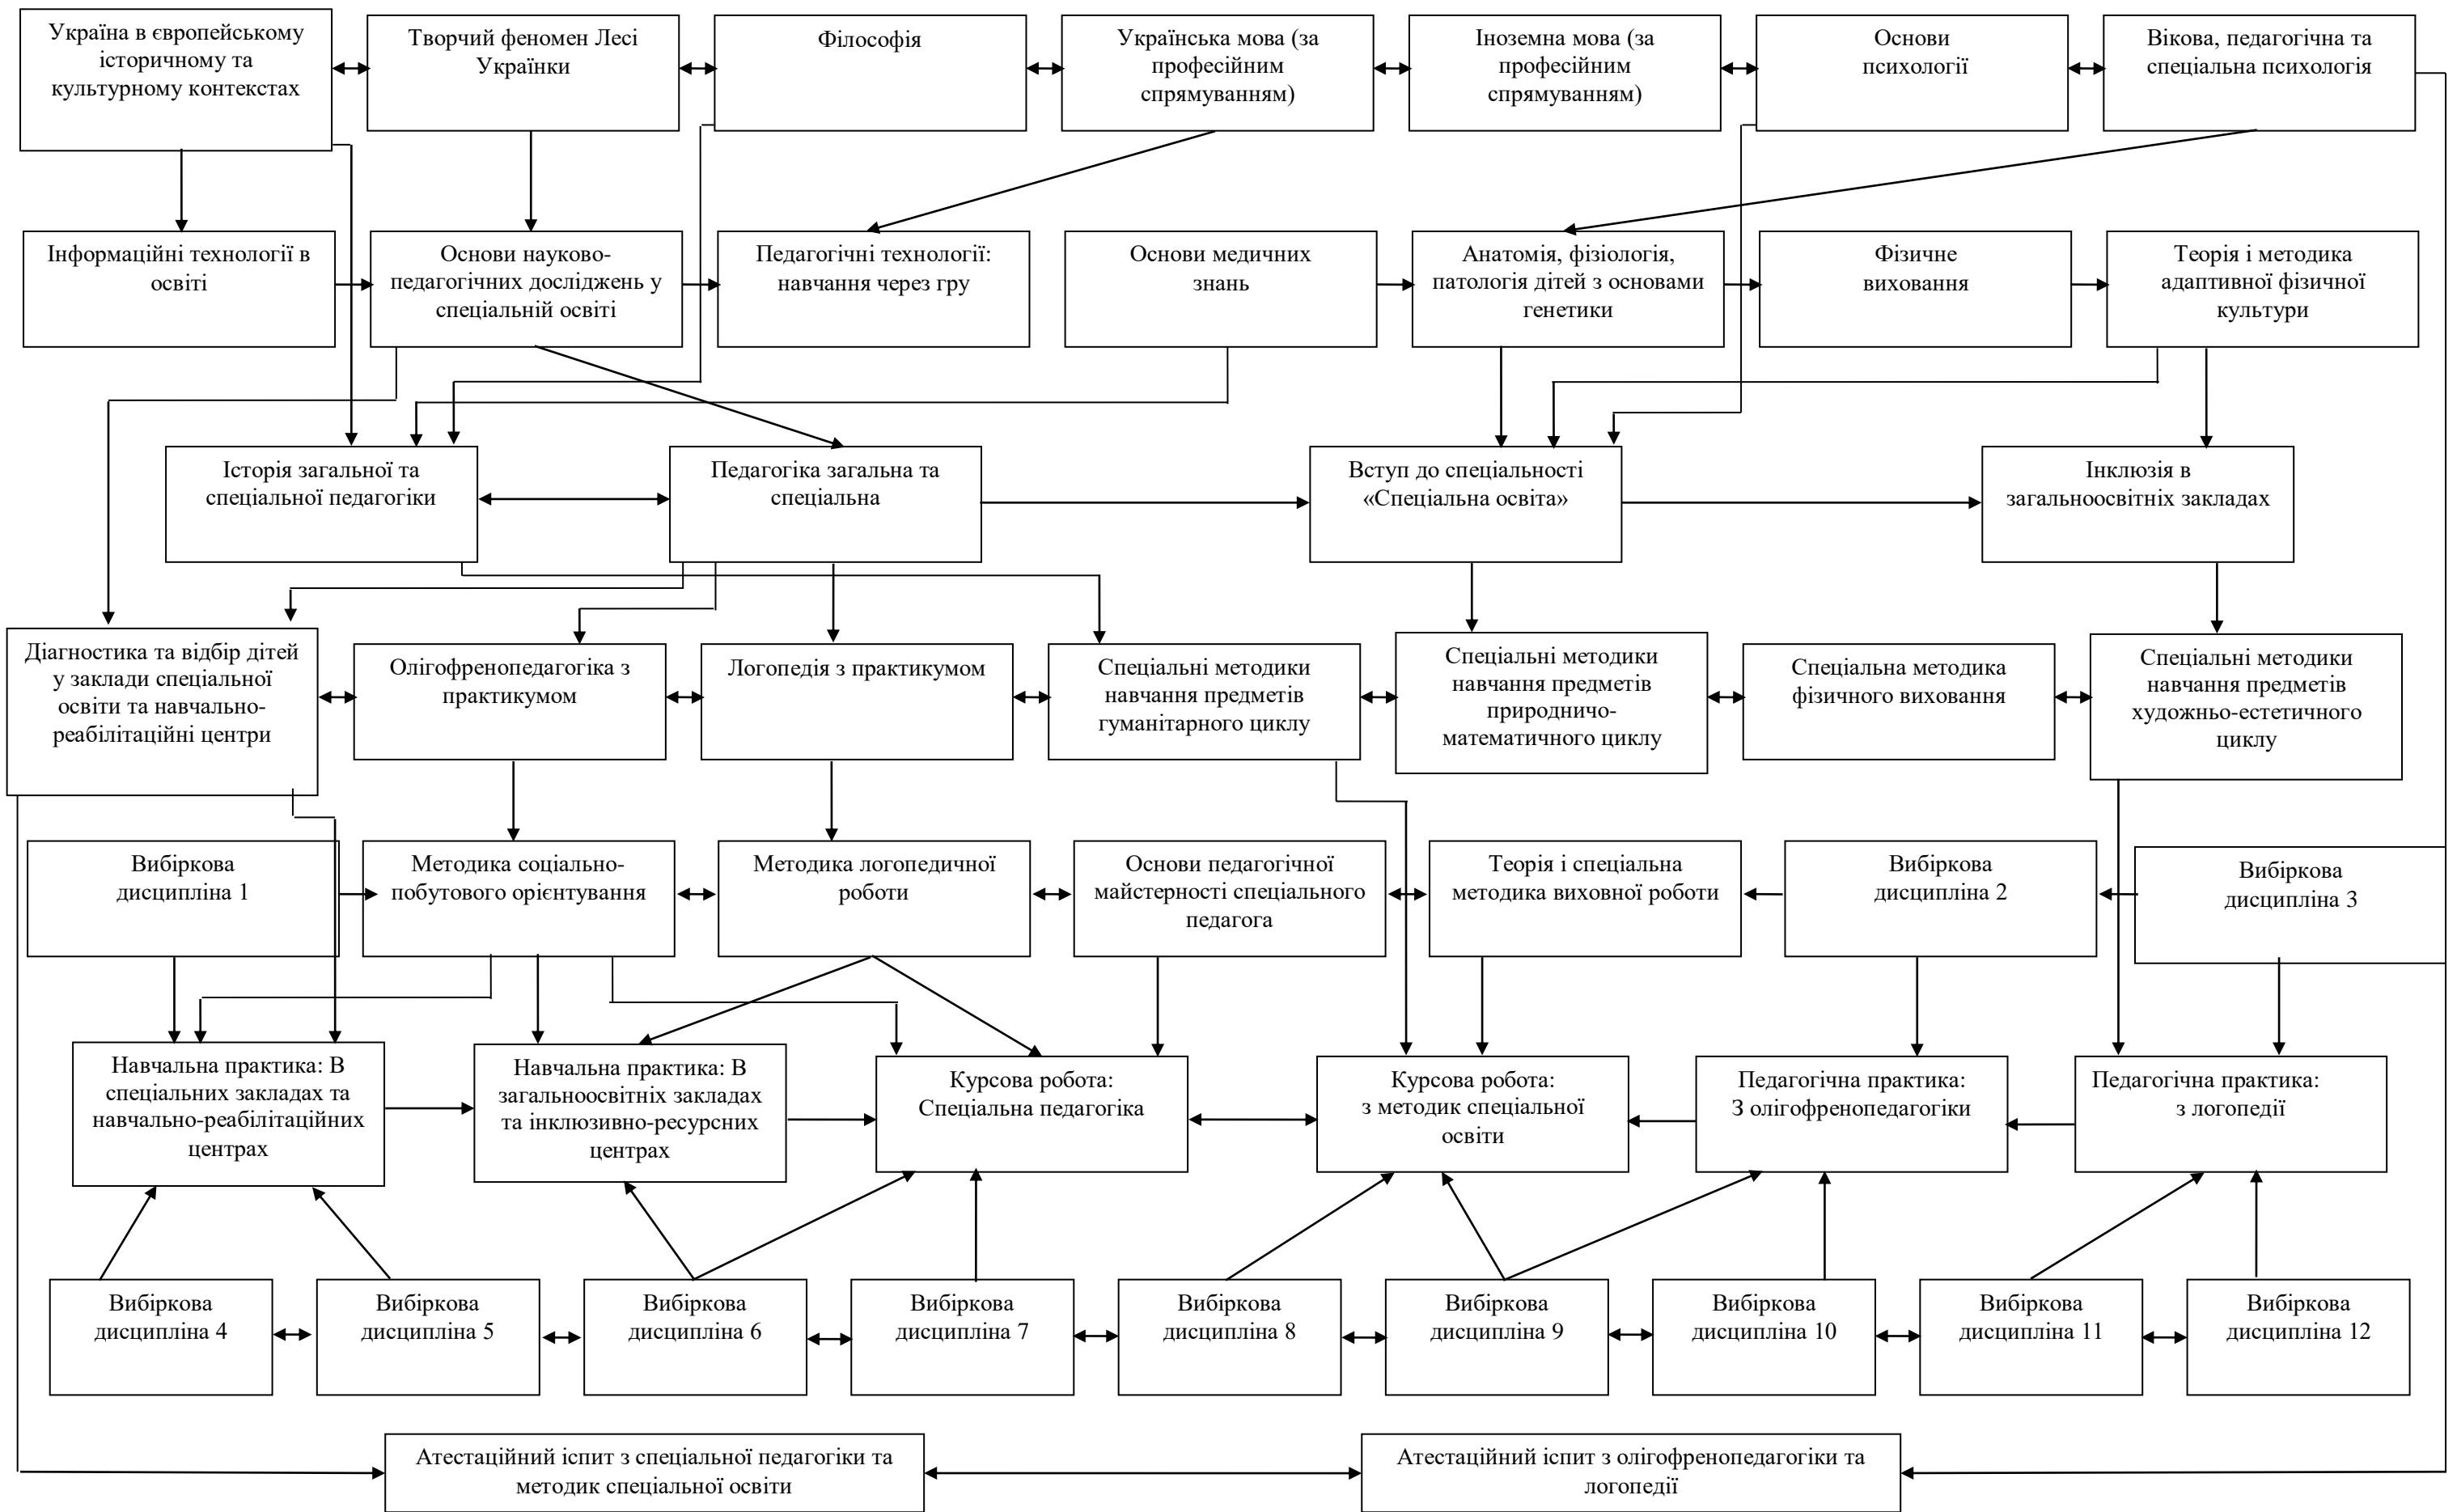 Україна в європейському
історичному та
культурному контекстах
Творчий феномен Лесі
Українки
Філософія
Українська мова (за
професійним
спрямуванням)
Іноземна мова (за
професійним
спрямуванням)
Основи
психології
Вікова, педагогічна та
спеціальна психологія
Інформаційні технології в
освіті
Основи науково-
педагогічних досліджень у
спеціальній освіті
Педагогічні технології:
навчання через гру
Основи медичних
знань
Анатомія, фізіологія,
патологія дітей з основами
генетики
Фізичне
виховання
Теорія і методика
адаптивної фізичної
культури
Історія загальної та
спеціальної педагогіки
Педагогіка загальна та
спеціальна
Вступ до спеціальності
«Спеціальна освіта»
Інклюзія в
загальноосвітніх закладах
Діагностика та відбір дітей
у заклади спеціальної
освіти та навчально-
реабілітаційні центри
Олігофренопедагогіка з
практикумом
Логопедія з практикумом
Спеціальні методики
навчання предметів
гуманітарного циклу
Спеціальні методики
навчання предметів
природничо-
математичного циклу
Спеціальна методика
фізичного виховання
Спеціальні методики
навчання предметів
художньо-естетичного
циклу
Вибіркова
дисципліна 1
Методика соціально-
побутового орієнтування
Методика логопедичної
роботи
Основи педагогічної
майстерності спеціального
педагога
Теорія і спеціальна
методика виховної роботи
Вибіркова
дисципліна 2
Вибіркова
дисципліна 3
Навчальна практика: В
спеціальних закладах та
навчально-реабілітаційних
центрах
Навчальна практика: В
загальноосвітніх закладах
та інклюзивно-ресурсних
центрах
Курсова робота:
Спеціальна педагогіка
Курсова робота:
з методик спеціальної
освіти
Педагогічна практика:
З олігофренопедагогіки
Педагогічна практика:
з логопедії
Вибіркова
дисципліна 4
Вибіркова
дисципліна 5
Вибіркова
дисципліна 6
Вибіркова
дисципліна 7
Вибіркова
дисципліна 8
Вибіркова
дисципліна 9
Вибіркова
дисципліна 10
Вибіркова
дисципліна 11
Вибіркова
дисципліна 12
Атестаційний іспит з спеціальної педагогіки та
методик спеціальної освіти
Атестаційний іспит з олігофренопедагогіки та
логопедії